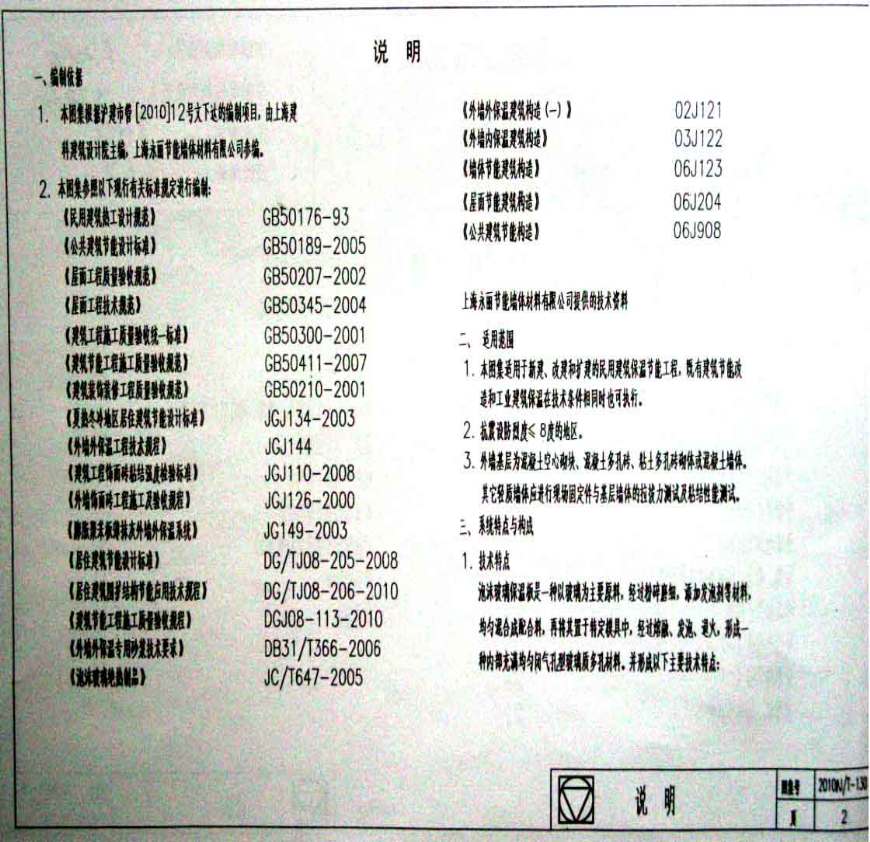 说 明
一、编制依据
1. 本图集根据沪建市管[2010]12号文下达的编制项目，由上海建
科建筑设计院主编，上海永丽节能墙体材料有限公司参编。
2. 本图集参照以下现行有关标准规定进行编制：
《民用建筑热工设计规范》 GB50176-93
《公共建筑节能设计标准》 GB50189-2005
《屋面工程质量验收规范》 GB50207-2002
《屋面工程技术规范》 GB50345-2004
《建筑工程施工质量验收统一标准》 GB50300-2001
《建筑节能工程施工质量验收规范》 GB50411-2007
《建筑装饰装修工程质量验收规范》 GB50210-2001
《夏热冬冷地区居住建筑节能设计标准》 JGJ134-2003
《外墙外保温工程技术规程》 JGJ144
《建筑工程饰面砖粘结强度检验标准》 JGJ110-2008
《外墙饰面砖工程施工及验收规程》 JGJ126-2000
《膨胀聚苯板薄抹灰外墙外保温系统》 JG149-2003
《居住建筑节能设计标准》 DG/TJ08-205-2008
《居住建筑围护结构节能应用技术规程》 DG/TJ08-206-2010
《建筑节能工程施工质量验收规程》 DGJ08-113-2010
《外墙外保温专用砂浆技术要求》 DB31/T366-2006
《泡沫玻璃绝热制品》 JC/T647-2005
《外墙外保温建筑构造(一)》 02J121
《外墙内保温建筑构造》 03J122
《墙体节能建筑构造》 06J123
《屋面节能建筑构造》 06J204
《公共建筑节能构造》 06J908
上海永丽节能墙体材料有限公司提供的技术资料
二、 适用范围
1. 本图集适用于新建、改建和扩建的民用建筑保温节能工程，既有建筑节能改
造和工业建筑保温在技术条件相同时也可执行。
2. 抗震设防烈度≤ 8度的地区。
3. 外墙基层为混凝土空心砌块、混凝土多孔砖、粘土多孔砖砌体或混凝土墙体。
其它轻质墙体应进行现场固定件与基层墙体的拉拔力测试及粘结性能测试。
三、系统特点与构成
1. 技术特点
泡沫玻璃保温板是一种以玻璃为主要原料，经过粉碎磨细，添加发泡剂等材料，
均匀混合成配合料，再将其置于特定模具中，经过熔融、发泡、退火，形成一
种内部充满均匀闭气孔型玻璃质多孔材料。并形成以下主要技术特点：
说 明
图集号 2010N/T-130
页 2